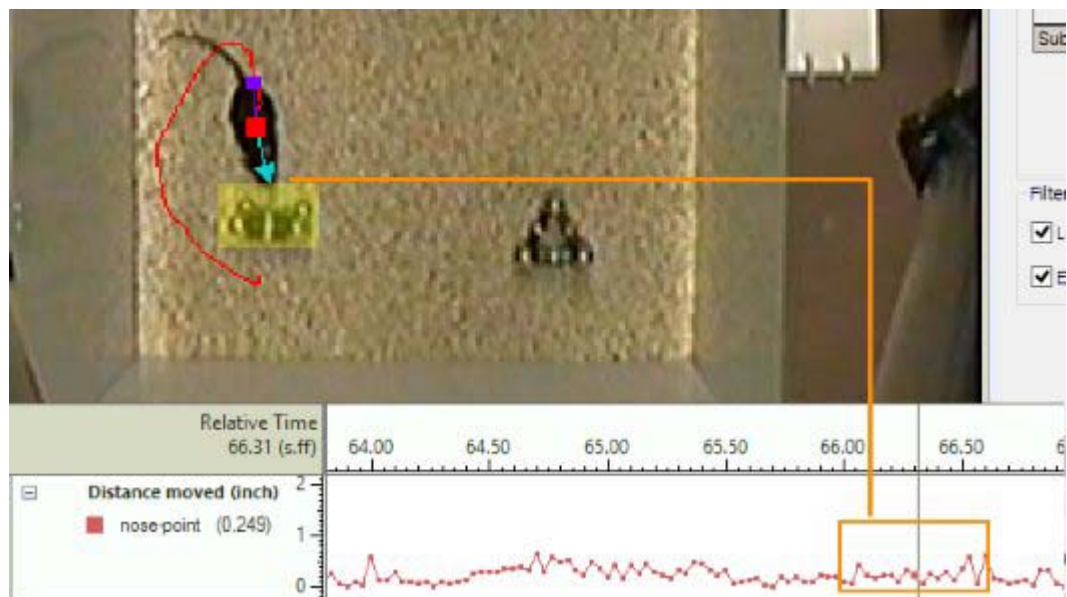 Sub
Filter
L
E
Relative Time
66.31 (s.ff)
64.00 64.50 65.00 65.50 66.00 66.50
Distance moved (inch)
nose-point (0.249)
2
1
0